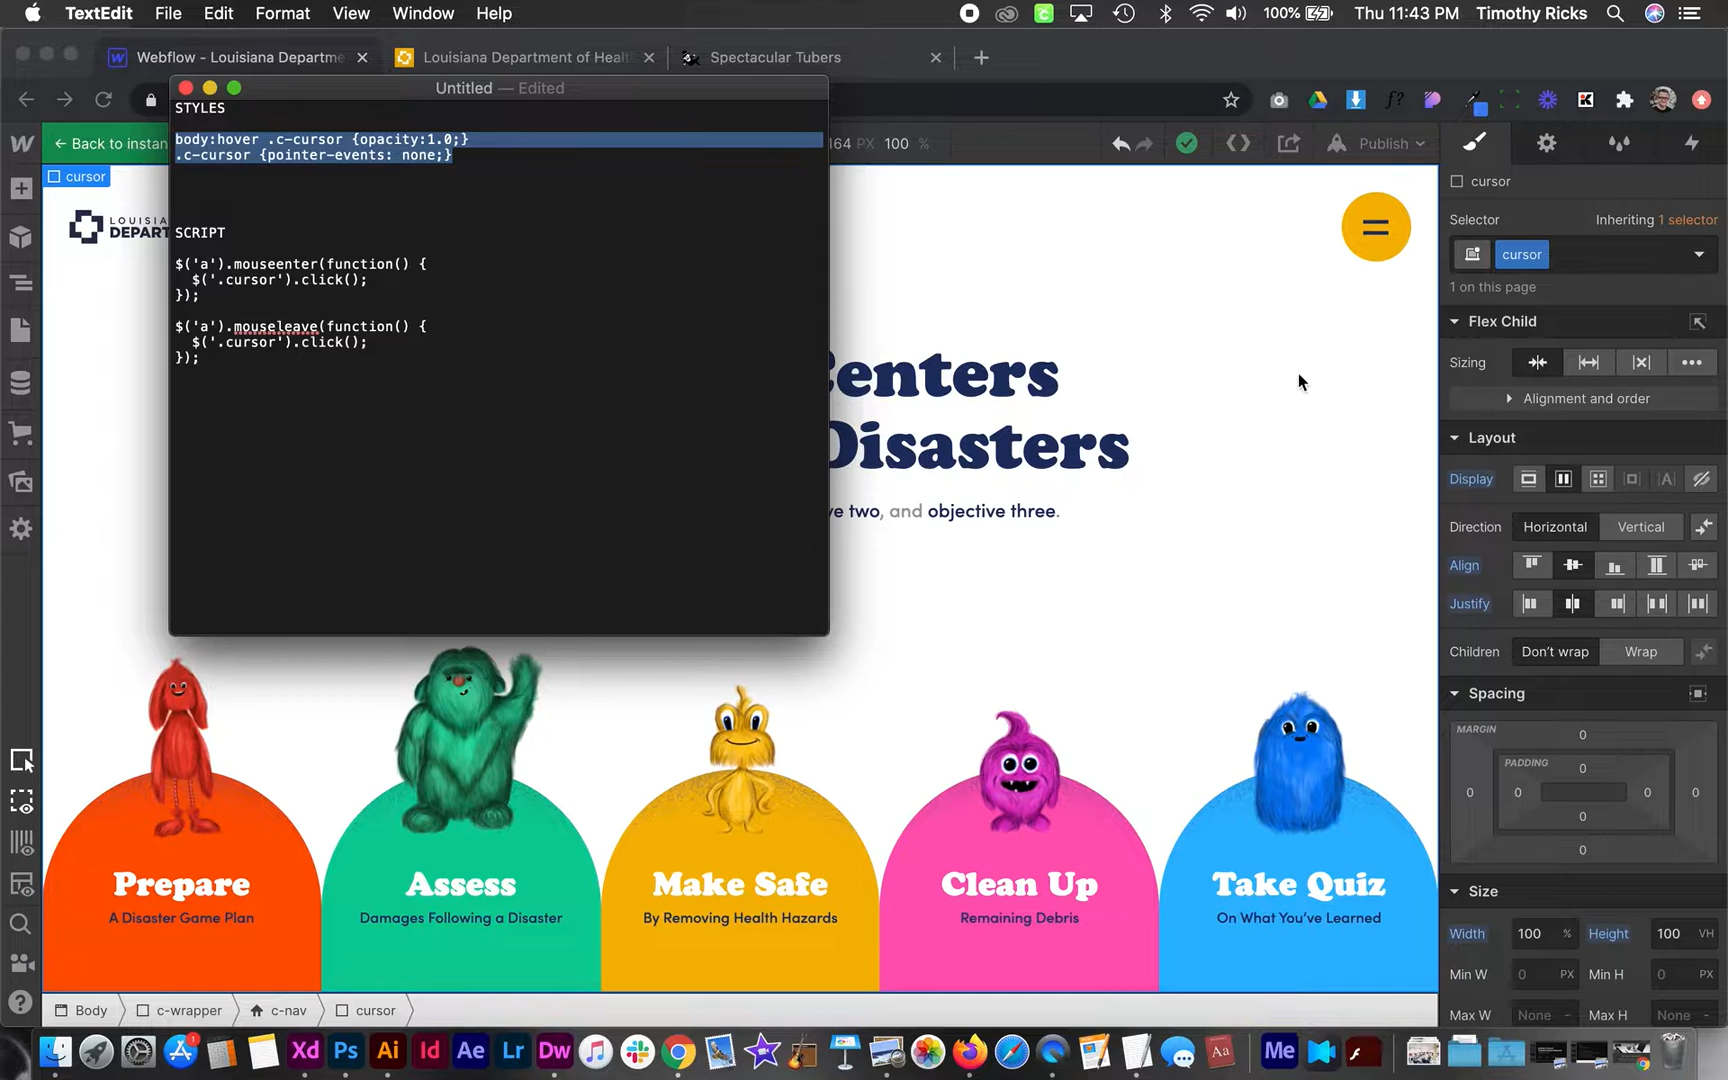 TextEdit File Edit Format View Window Help
100% Thu 11:43 PM Timothy Ricks
Webflow - Louisiana Departme
Louisiana Department of Healt
Spectacular Tubers
Untitled — Edited
STYLES
body:hover .c-cursor {opacity:1.0;}
.c-cursor {pointer-events: none;}
SCRIPT
$('a').mouseenter(function() {
$('.cursor').click();
});
$('a').mouseleave(function() {
$('.cursor').click();
});
← Back to instan
164 PX 100 %
Publish
cursor
LOUISIA
DEPART
Centers
Disasters
ve two, and objective three.
Prepare
A Disaster Game Plan
Assess
Damages Following a Disaster
Make Safe
By Removing Health Hazards
Clean Up
Remaining Debris
Take Quiz
On What You've Learned
Body c-wrapper c-nav cursor
cursor
Selector Inheriting 1 selector
cursor
1 on this page
Flex Child
Sizing
Alignment and order
Layout
Display
Direction Horizontal Vertical
Align
Justify
Children Don't wrap Wrap
Spacing
MARGIN
0
PADDING
0
0 0 0 0
0
0
Size
Width 100 % Height 100 VH
Min W 0 PX Min H 0 PX
Max W None - Max H None -
Xd Ps Ai Id Ae Lr Dw Aa Me
1